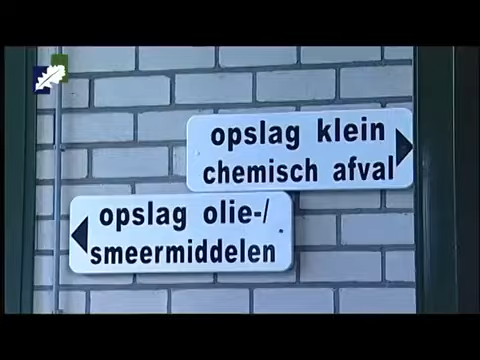 opslag klein
chemisch afval
opslag olie-/
smeermiddelen